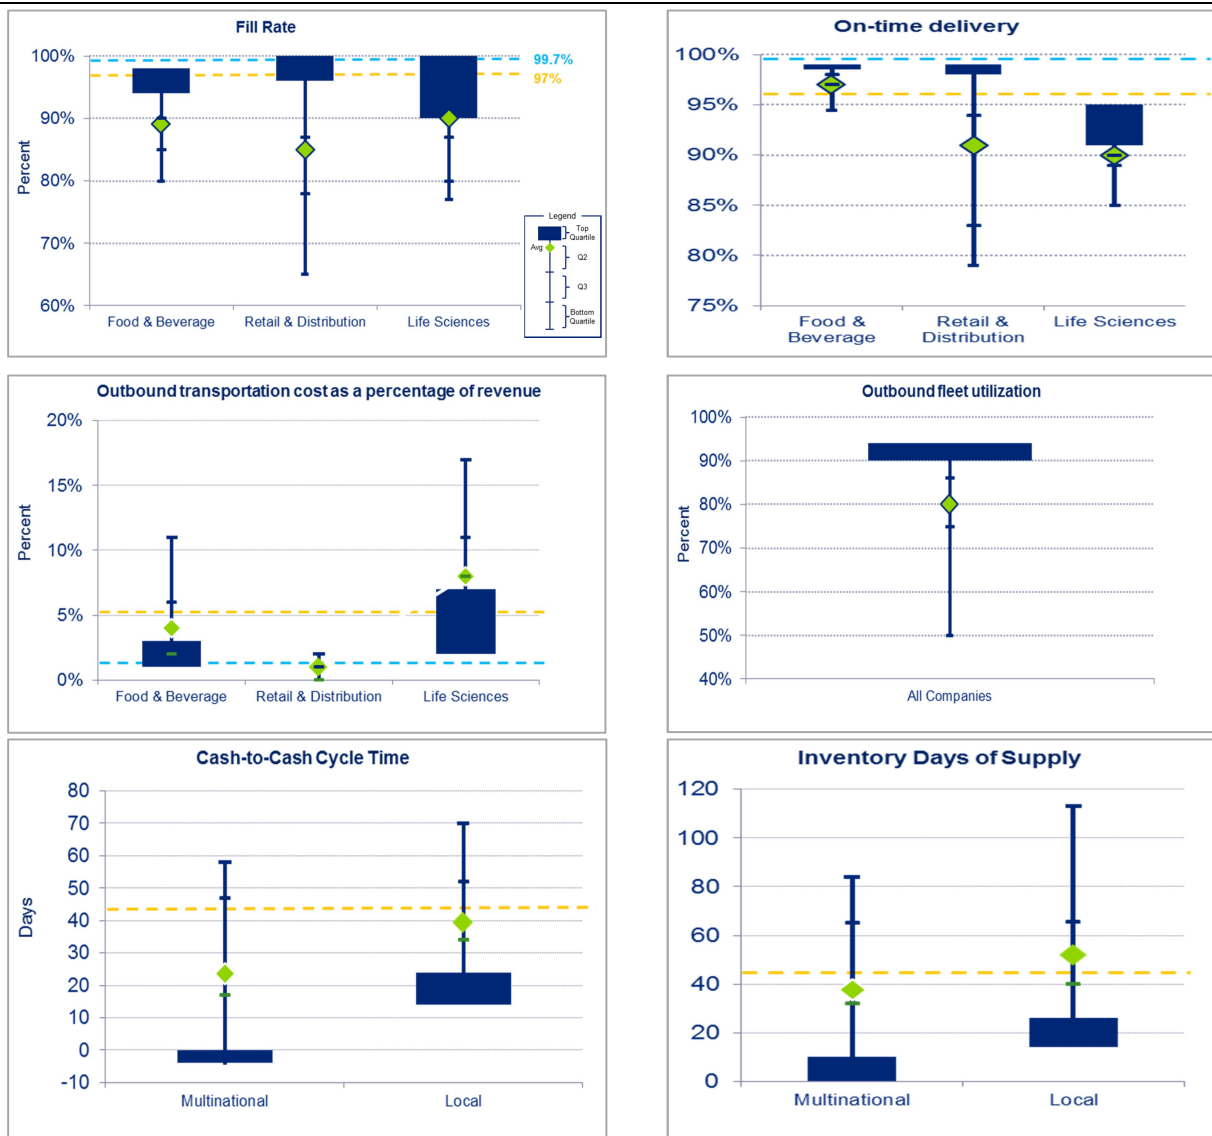 Fill Rate
100%
90%
80%
70%
60%
Percent
99.7%
97%
Food & Beverage
Retail & Distribution
Life Sciences
Legend
Top
Quartile
Avg
Q2
Q3
Bottom
Quartile
On-time delivery
100%
95%
90%
85%
80%
75%
Food &
Beverage
Retail &
Distribution
Life Sciences
Outbound transportation cost as a percentage of revenue
20%
15%
10%
5%
0%
Percent
Food & Beverage
Retail & Distribution
Life Sciences
Outbound fleet utilization
100%
90%
80%
70%
60%
50%
40%
Percent
All Companies
Cash-to-Cash Cycle Time
80
70
60
50
40
30
20
10
0
-10
Days
Multinational
Local
Inventory Days of Supply
120
100
80
60
40
20
0
Multinational
Local